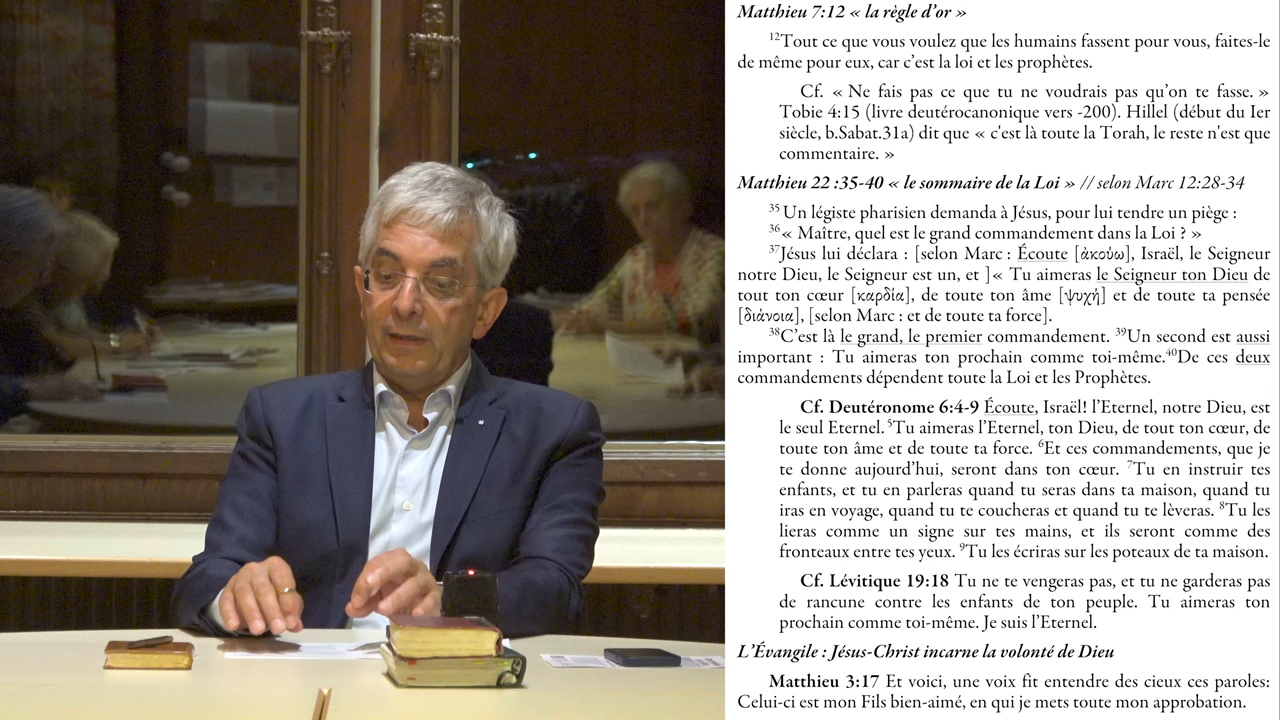 Matthieu 7:12 « la règle d’or »
¹²Tout ce que vous voulez que les humains fassent pour vous, faites-le
de même pour eux, car c’est la loi et les prophètes.
Cf. « Ne fais pas ce que tu ne voudrais pas qu’on te fasse. »
Tobie 4:15 (livre deutérocanonique vers -200). Hillel (début du Ier
siècle, b.Sabat.31a) dit que « c'est là toute la Torah, le reste n'est que
commentaire. »
Matthieu 22 :35-40 « le sommaire de la Loi » // selon Marc 12:28-34
³⁵ Un légiste pharisien demanda à Jésus, pour lui tendre un piège :
³⁶« Maître, quel est le grand commandement dans la Loi ? »
³⁷Jésus lui déclara : [selon Marc : Écoute [ἀκούω], Israël, le Seigneur
notre Dieu, le Seigneur est un, et ]« Tu aimeras le Seigneur ton Dieu de
tout ton cœur [καρδία], de toute ton âme [ψυχή] et de toute ta pensée
[διάνοια], [selon Marc : et de toute ta force].
³⁸C’est là le grand, le premier commandement. ³⁹Un second est aussi
important : Tu aimeras ton prochain comme toi-même.⁴⁰De ces deux
commandements dépendent toute la Loi et les Prophètes.
Cf. Deutéronome 6:4-9 Écoute, Israël! l’Eternel, notre Dieu, est
le seul Eternel. ⁵Tu aimeras l’Eternel, ton Dieu, de tout ton cœur, de
toute ton âme et de toute ta force. ⁶Et ces commandements, que je
te donne aujourd’hui, seront dans ton cœur. ⁷Tu en instruir tes
enfants, et tu en parleras quand tu seras dans ta maison, quand tu
iras en voyage, quand tu te coucheras et quand tu te lèveras. ⁸Tu les
lieras comme un signe sur tes mains, et ils seront comme des
fronteaux entre tes yeux. ⁹Tu les écriras sur les poteaux de ta maison.
Cf. Lévitique 19:18 Tu ne te vengeras pas, et tu ne garderas pas
de rancune contre les enfants de ton peuple. Tu aimeras ton
prochain comme toi-même. Je suis l’Eternel.
L’Évangile : Jésus-Christ incarne la volonté de Dieu
Matthieu 3:17 Et voici, une voix fit entendre des cieux ces paroles:
Celui-ci est mon Fils bien-aimé, en qui je mets toute mon approbation.